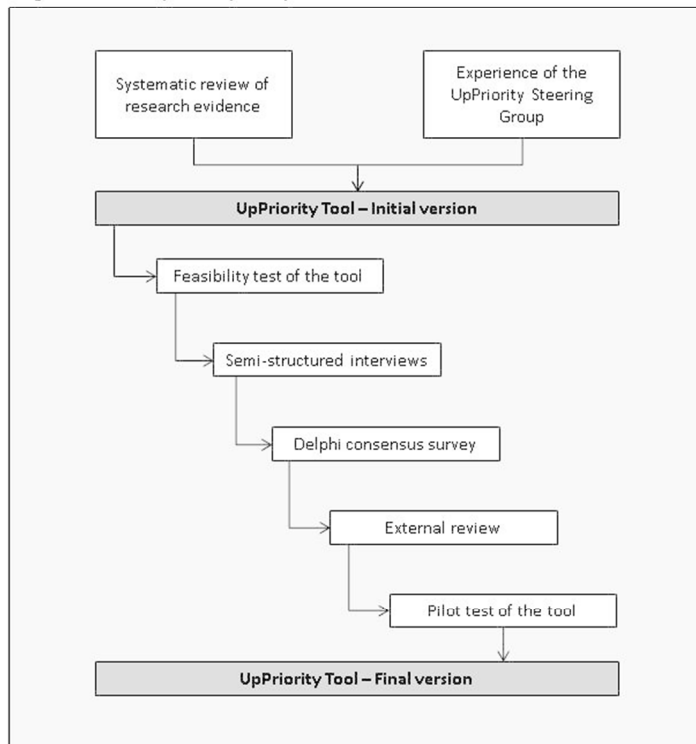 Systematic review of
research evidence
Experience of the
UpPriority Steering
Group
UpPriority Tool – Initial version
Feasibility test of the tool
Semi-structured interviews
Delphi consensus survey
External review
Pilot test of the tool
UpPriority Tool – Final version